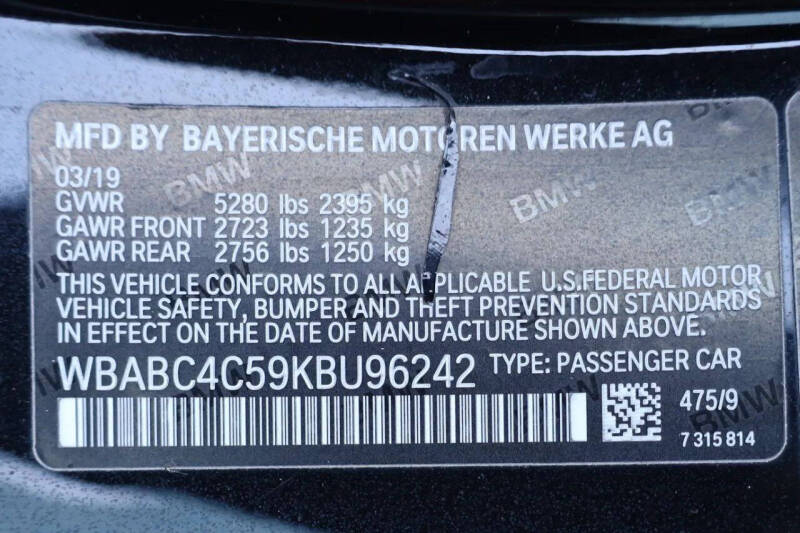 MFD BY BAYERISCHE MOTOREN WERKE AG
03/19
GVWR 5280 lbs 2395 kg
GAWR FRONT 2723 lbs 1235 kg
GAWR REAR 2756 lbs 1250 kg
THIS VEHICLE CONFORMS TO ALL APPLICABLE U.S.FEDERAL MOTOR
VEHICLE SAFETY, BUMPER AND THEFT PREVENTION STANDARDS
IN EFFECT ON THE DATE OF MANUFACTURE SHOWN ABOVE.
WBABC4C59KBU96242 TYPE: PASSENGER CAR
475/9
7 315 814